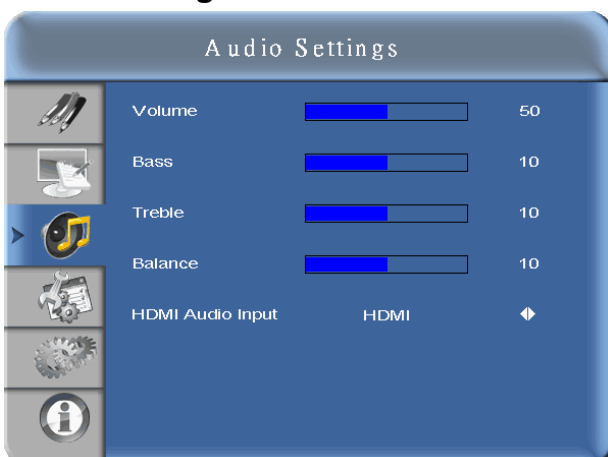 Audio Settings
Volume 50
Bass 10
Treble 10
Balance 10
HDMI Audio Input HDMI